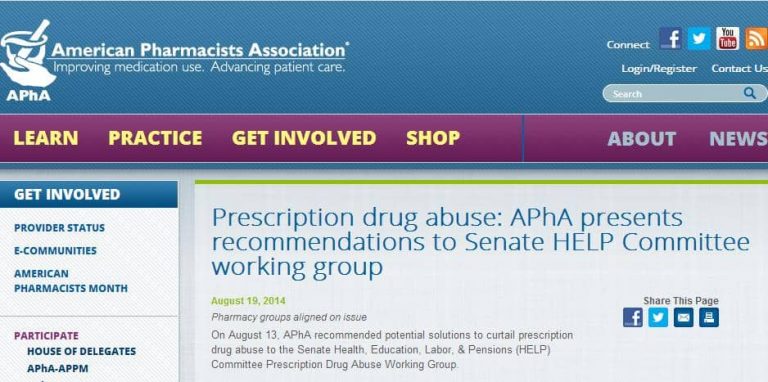 American Pharmacists Association®
Improving medication use. Advancing patient care.
APhA
Connect
You
Tube
Login/Register Contact Us
Search
LEARN PRACTICE GET INVOLVED SHOP ABOUT NEWS
GET INVOLVED
PROVIDER STATUS
E-COMMUNITIES
AMERICAN
PHARMACISTS MONTH
PARTICIPATE
HOUSE OF DELEGATES
APhA-APPM
Prescription drug abuse: APhA presents
recommendations to Senate HELP Committee
working group
August 19, 2014
Share This Page
Pharmacy groups aligned on issue
On August 13, APhA recommended potential solutions to curtail prescription
drug abuse to the Senate Health, Education, Labor, & Pensions (HELP)
Committee Prescription Drug Abuse Working Group.